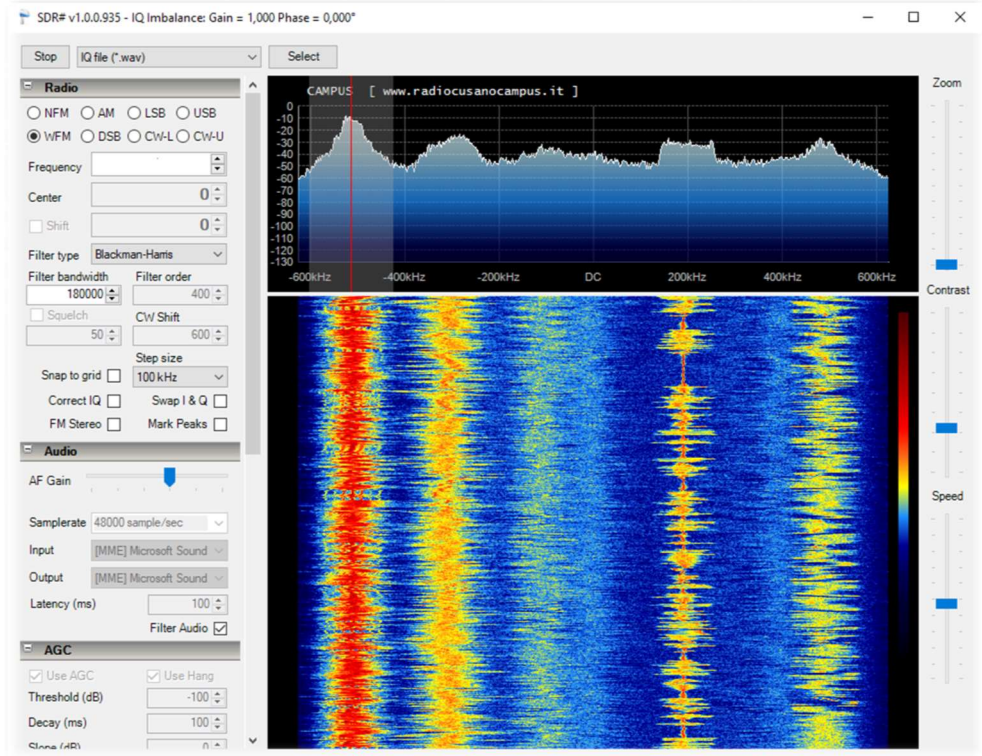 SDR# v1.0.0.935 - IQ Imbalance: Gain = 1,000 Phase = 0,000°
Stop IQ file (*.wav) Select
Radio
NFM AM LSB USB
WFM DSB CW-L CW-U
Frequency
Center 0
Shift 0
Filter type Blackman-Harris
Filter bandwidth Filter order
180000 400
Squelch CW Shift
50 600
Step size
Snap to grid 100 kHz
Correct IQ Swap I & Q
FM Stereo Mark Peaks
Audio
AF Gain
Samplerate 48000 sample/sec
Input [MME] Microsoft Sound
Output [MME] Microsoft Sound
Latency (ms) 100
Filter Audio
AGC
Use AGC Use Hang
Threshold (dB) -100
Decay (ms) 100
Slope (dB) 0
CAMPUS [ www.radiocusanocampus.it ]
0
-10
-20
-30
-40
-50
-60
-70
-80
-90
-100
-110
-120
-130
-600kHz -400kHz -200kHz DC 200kHz 400kHz 600kHz
Zoom
Contrast
Speed